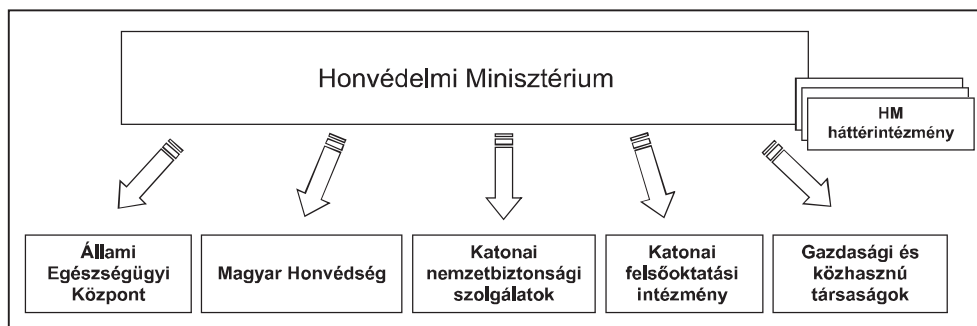 Honvédelmi Minisztérium
HM
háttérintézmény
Állami
Egészségügyi
Központ
Magyar Honvédség
Katonai
nemzetbiztonsági
szolgálatok
Katonai
felsőoktatási
intézmény
Gazdasági és
közhasznú
társaságok